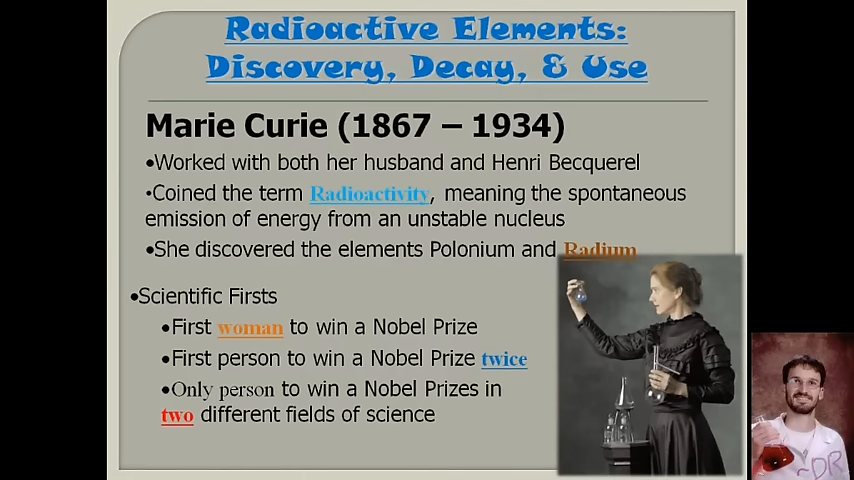 Radioactive Elements:
Discovery, Decay, & Use
Marie Curie (1867 – 1934)
•Worked with both her husband and Henri Becquerel
•Coined the term Radioactivity, meaning the spontaneous
emission of energy from an unstable nucleus
•She discovered the elements Polonium and Radium
•Scientific Firsts
•First woman to win a Nobel Prize
•First person to win a Nobel Prize twice
•Only person to win a Nobel Prizes in
two different fields of science
~DR